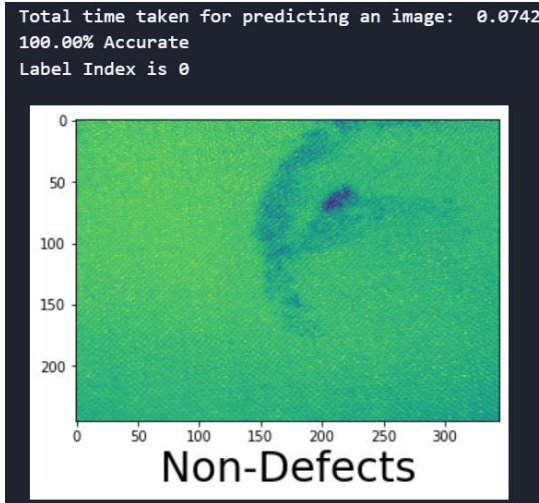 Total time taken for predicting an image: 0.0742
100.00% Accurate
Label Index is 0
0
50
100
150
200
0 50 100 150 200 250 300
Non-Defects